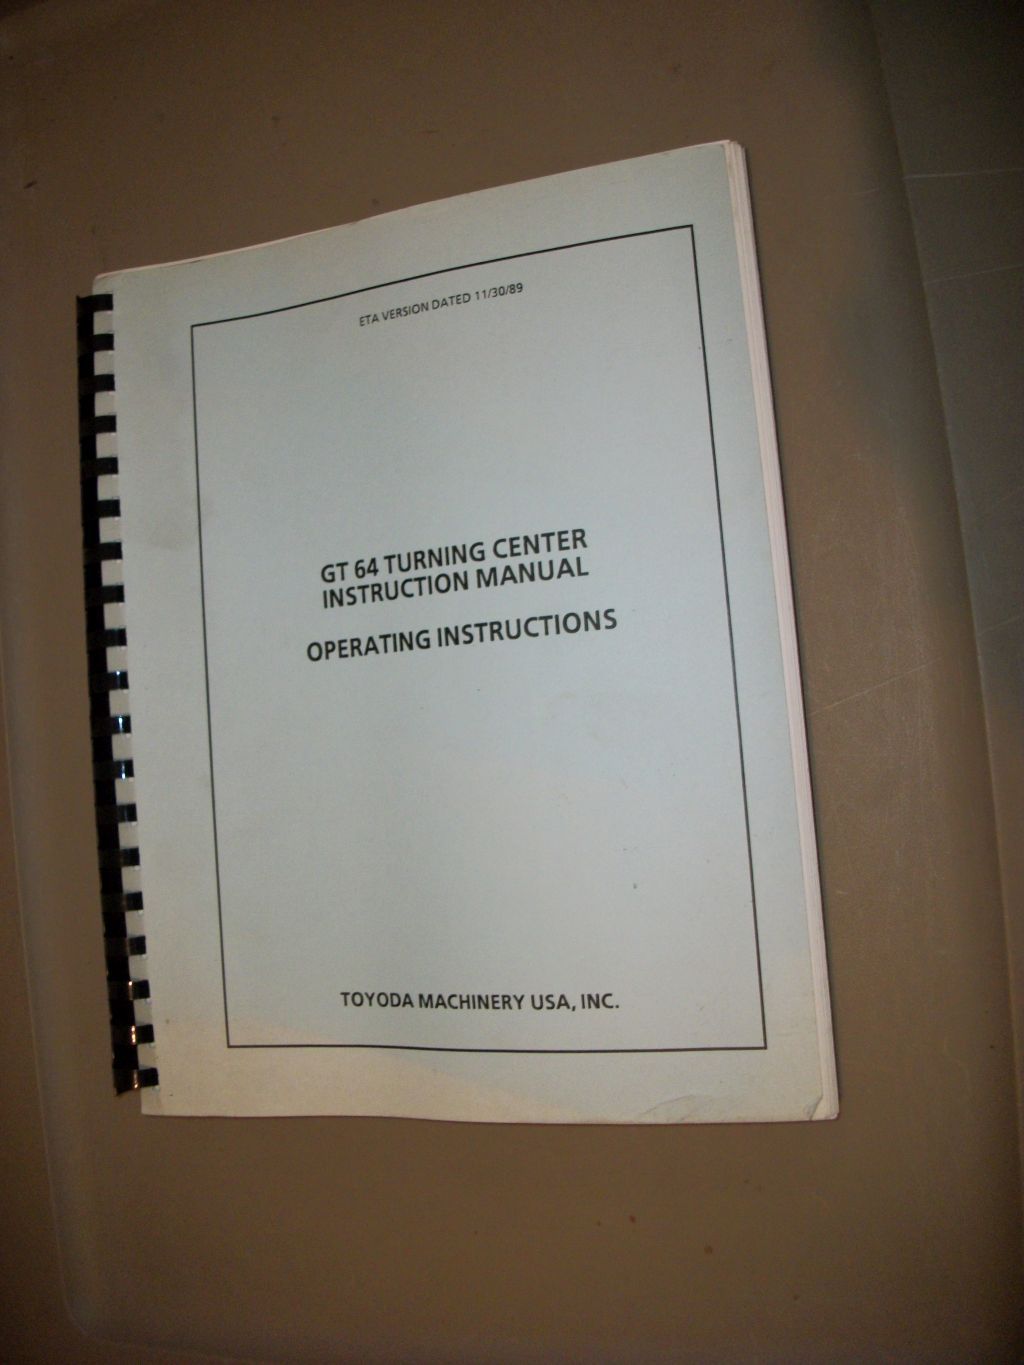 ETA VERSION DATED 11/30/89
GT 64 TURNING CENTER
INSTRUCTION MANUAL
OPERATING INSTRUCTIONS
TOYODA MACHINERY USA, INC.